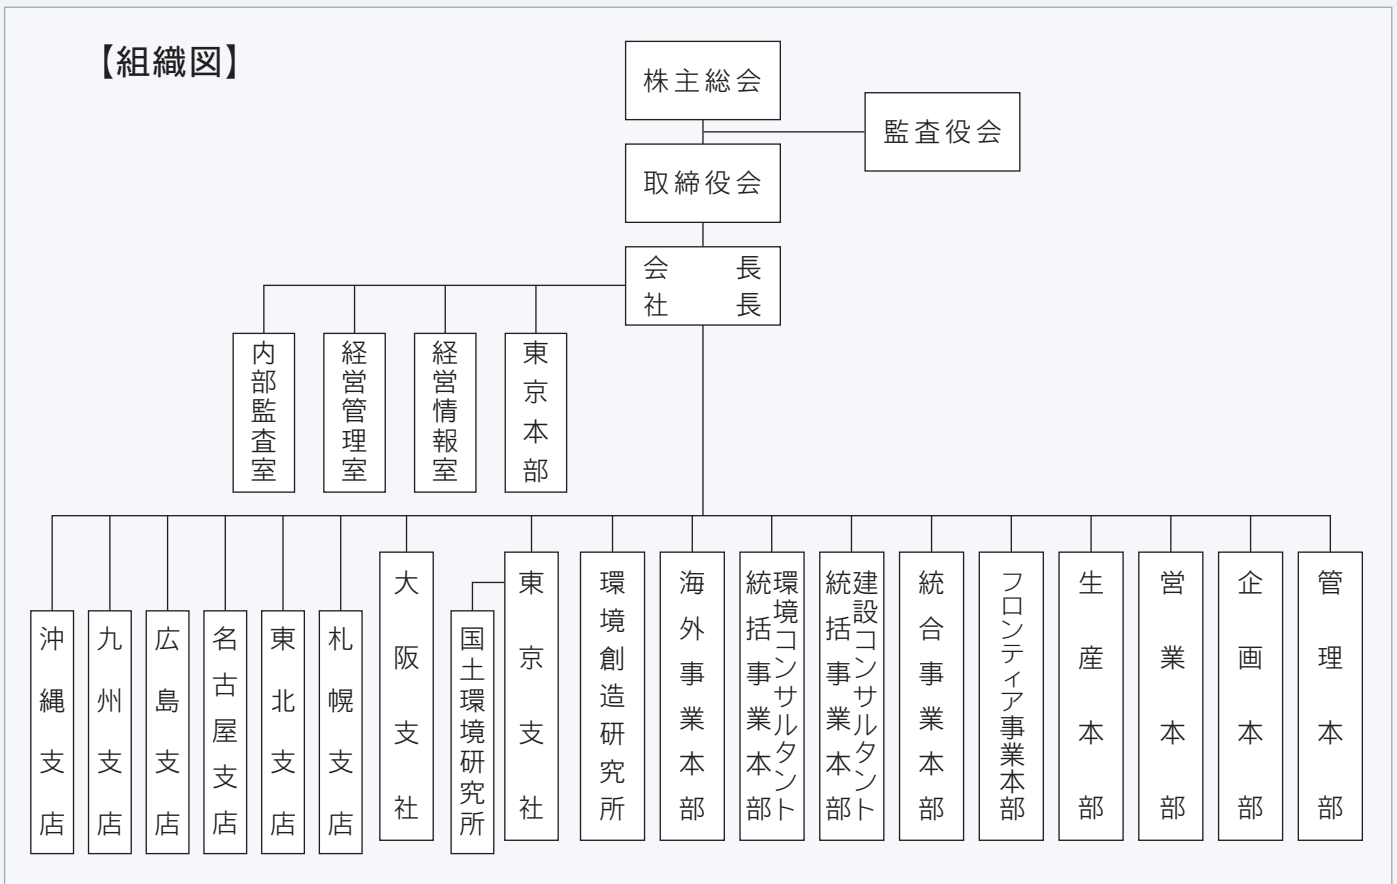 【組織図】
株主総会
監査役会
取締役会
会長
社長
内部監査室
経営管理室
経営情報室
東京本部
沖縄支店
九州支店
広島支店
名古屋支店
東北支店
札幌支店
大阪支社
国土環境研究所
東京支社
環境創造研究所
海外事業本部
環境コンサルタント
統括事業本部
建設コンサルタント
統括事業本部
統合事業本部
フロンティア事業本部
生産本部
営業本部
企画本部
管理本部